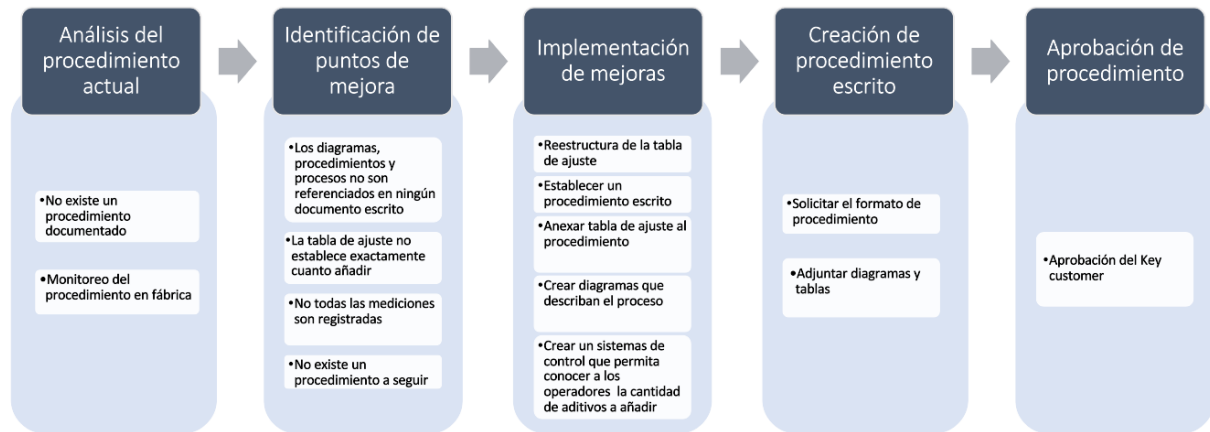 Análisis del
procedimiento
actual
•No existe un
procedimiento
documentado
•Monitoreo del
procedimiento en fábrica
Identificación de
puntos de
mejora
•Los diagramas,
procedimientos y
procesos no son
referenciados en ningún
documento escrito
•La tabla de ajuste no
establece exactamente
cuanto añadir
•No todas las mediciones
son registradas
•No existe un
procedimiento a seguir
Implementación
de mejoras
•Reestructura de la tabla
de ajuste
•Establecer un
procedimiento escrito
•Anexar tabla de ajuste al
procedimiento
•Crear diagramas que
describan el proceso
•Crear un sistemas de
control que permita
conocer a los
operadores la cantidad
de aditivos a añadir
Creación de
procedimiento
escrito
•Solicitar el formato de
procedimiento
•Adjuntar diagramas y
tablas
Aprobación de
procedimiento
•Aprobación del Key
customer